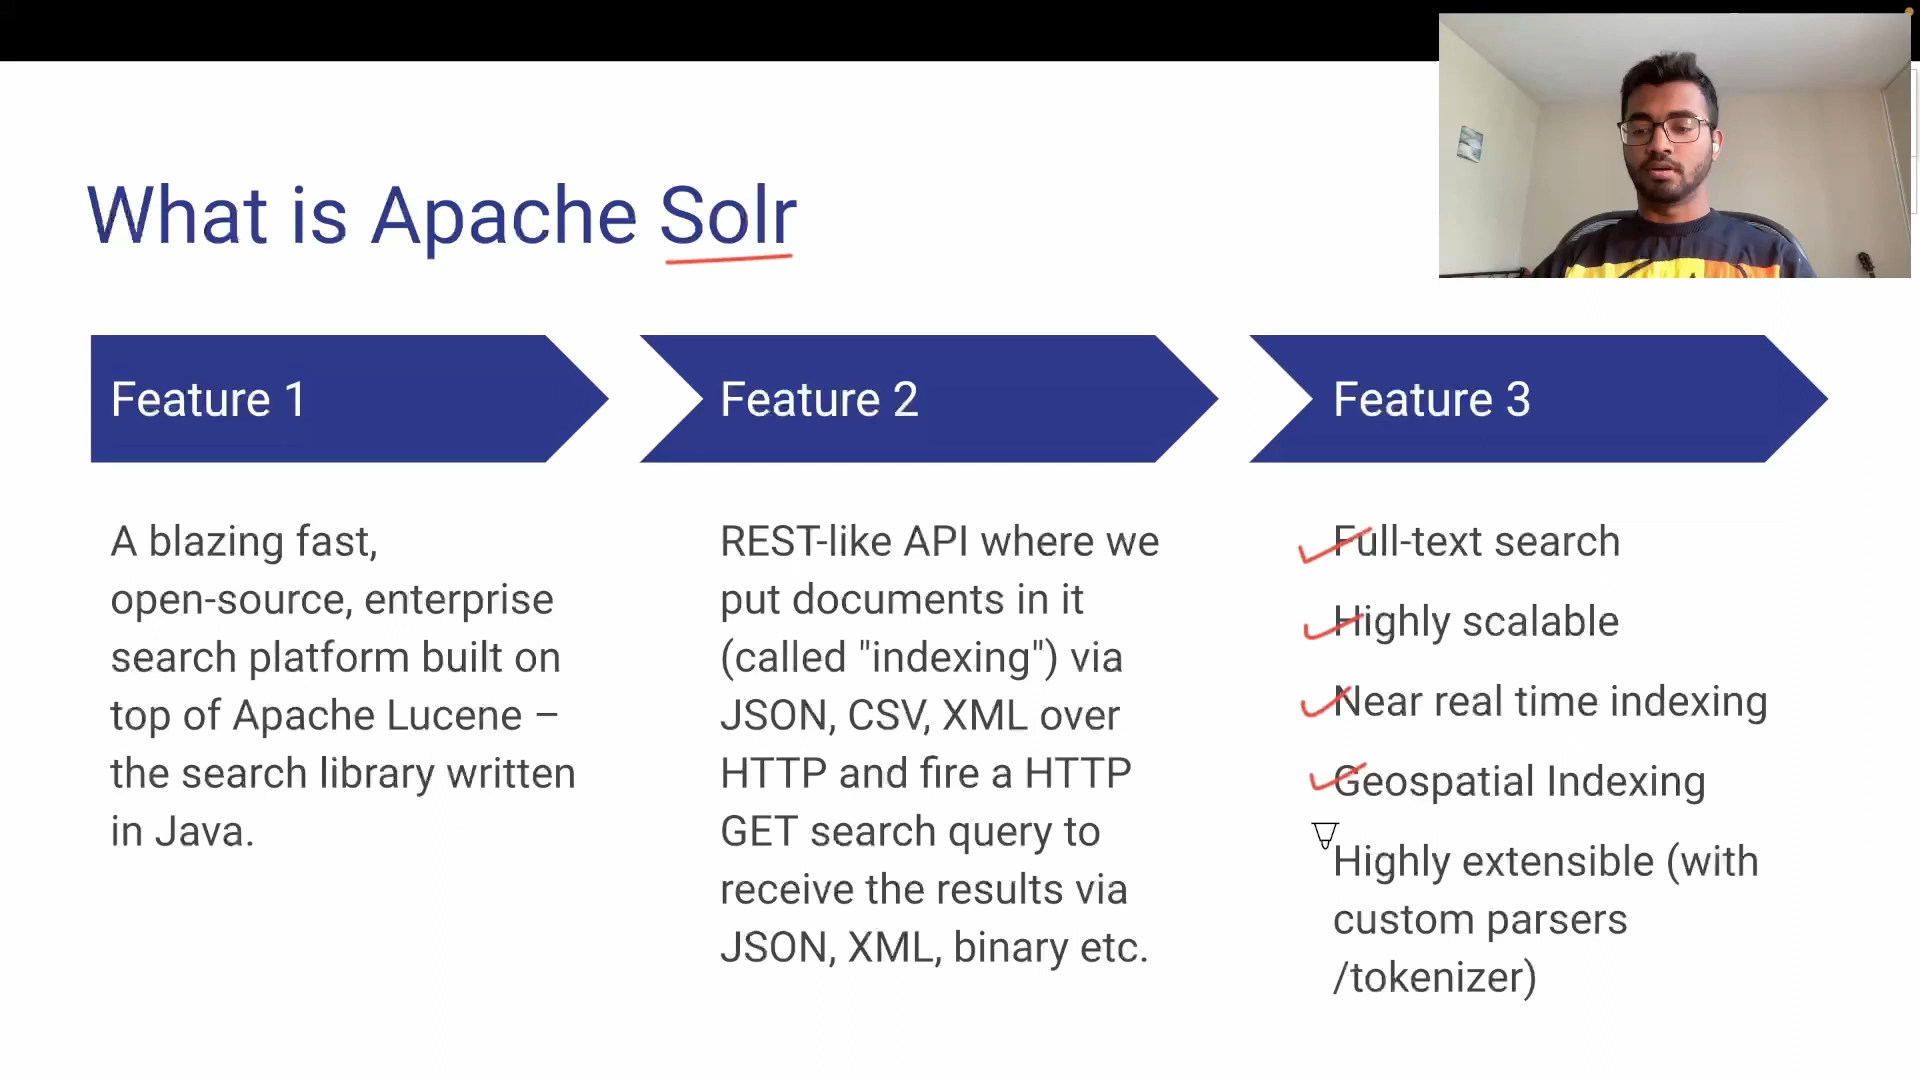 What is Apache Solr
Feature 1
Feature 2
Feature 3
A blazing fast,
open-source, enterprise
search platform built on
top of Apache Lucene –
the search library written
in Java.
REST-like API where we
put documents in it
(called "indexing") via
JSON, CSV, XML over
HTTP and fire a HTTP
GET search query to
receive the results via
JSON, XML, binary etc.
Full-text search
Highly scalable
Near real time indexing
Geospatial Indexing
Highly extensible (with
custom parsers
/tokenizer)